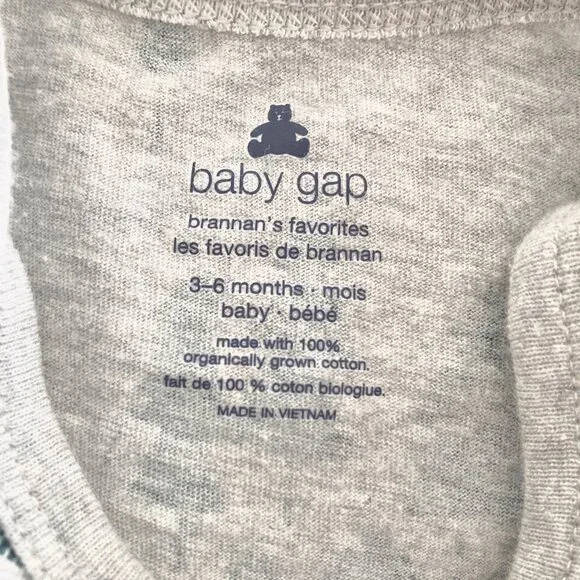 baby gap
brannan's favorites
les favoris de brannan
3–6 months · mois
baby · bébé
made with 100%
organically grown cotton.
fait de 100 % coton biologiue.
MADE IN VIETNAM